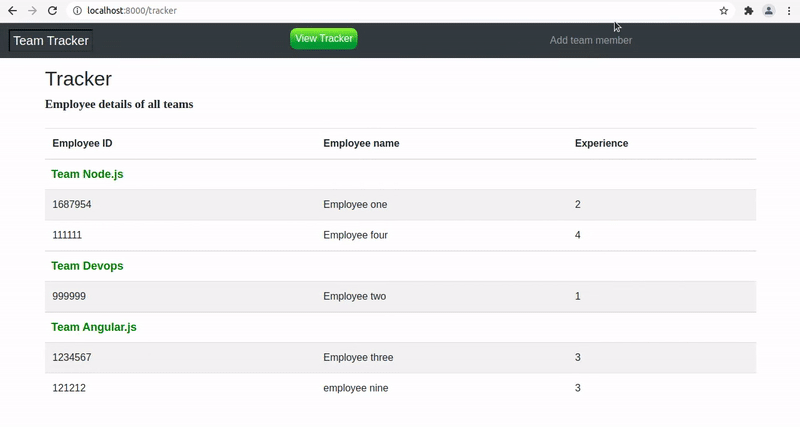 localhost:8000/tracker
Team Tracker View Tracker Add team member
Tracker
Employee details of all teams
Employee ID Employee name Experience
Team Node.js
1687954 Employee one 2
111111 Employee four 4
Team Devops
999999 Employee two 1
Team Angular.js
1234567 Employee three 3
121212 employee nine 3